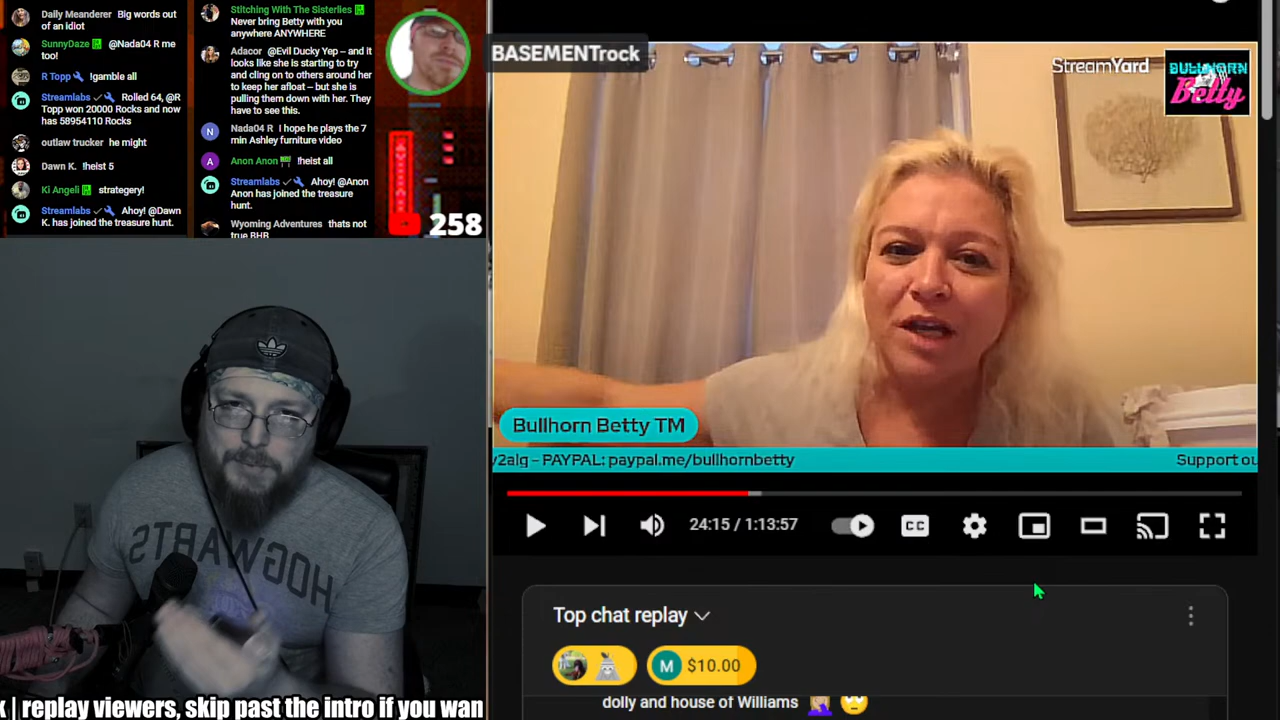 Daily Meanderer Big words out
of an idiot
SunnyDaze @Nada04 R me
too!
R Topp !gamble all
Streamlabs Rolled 64, @R
Topp won 20000 Rocks and now
has 58954110 Rocks
outlaw trucker he might
Dawn K. !heist 5
Ki Angeli strategery!
Streamlabs Ahoy! @Dawn
K. has joined the treasure hunt.
Stitching With The Sisterlies
Never bring Betty with you
anywhere ANYWHERE
Adacor @Evil Ducky Yep – and it
looks like she is starting to try
and cling on to others around her
to keep her afloat – but she is
pulling them down with her. They
have to see this.
Nada04 R I hope he plays the 7
min Ashley furniture video
Anon Anon !heist all
Streamlabs Ahoy! @Anon
Anon has joined the treasure
hunt.
Wyoming Adventures thats not
true BHB
258
BASEMENTrock
StreamYard
BULLHORN
Betty
Bullhorn Betty TM
v2alg - PAYPAL: paypal.me/bullhornbetty Support ou
24:15 / 1:13:57
CC
Top chat replay
M $10.00
dolly and house of Williams
HOGWARTS
k | replay viewers, skip past the intro if you wan